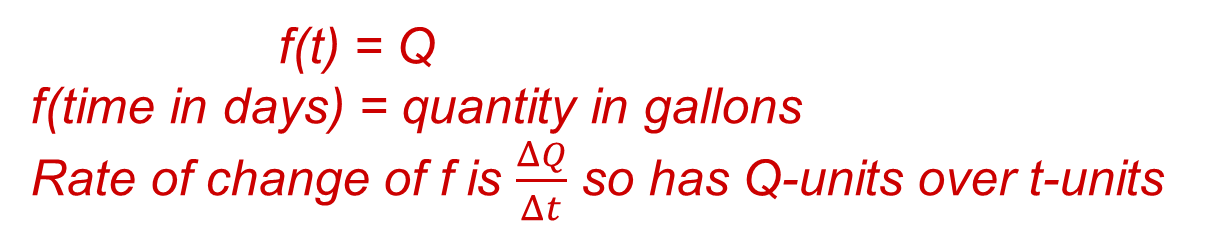 f(t) = Q
f(time in days) = quantity in gallons
Rate of change of f is ΔQ/Δt so has Q-units over t-units